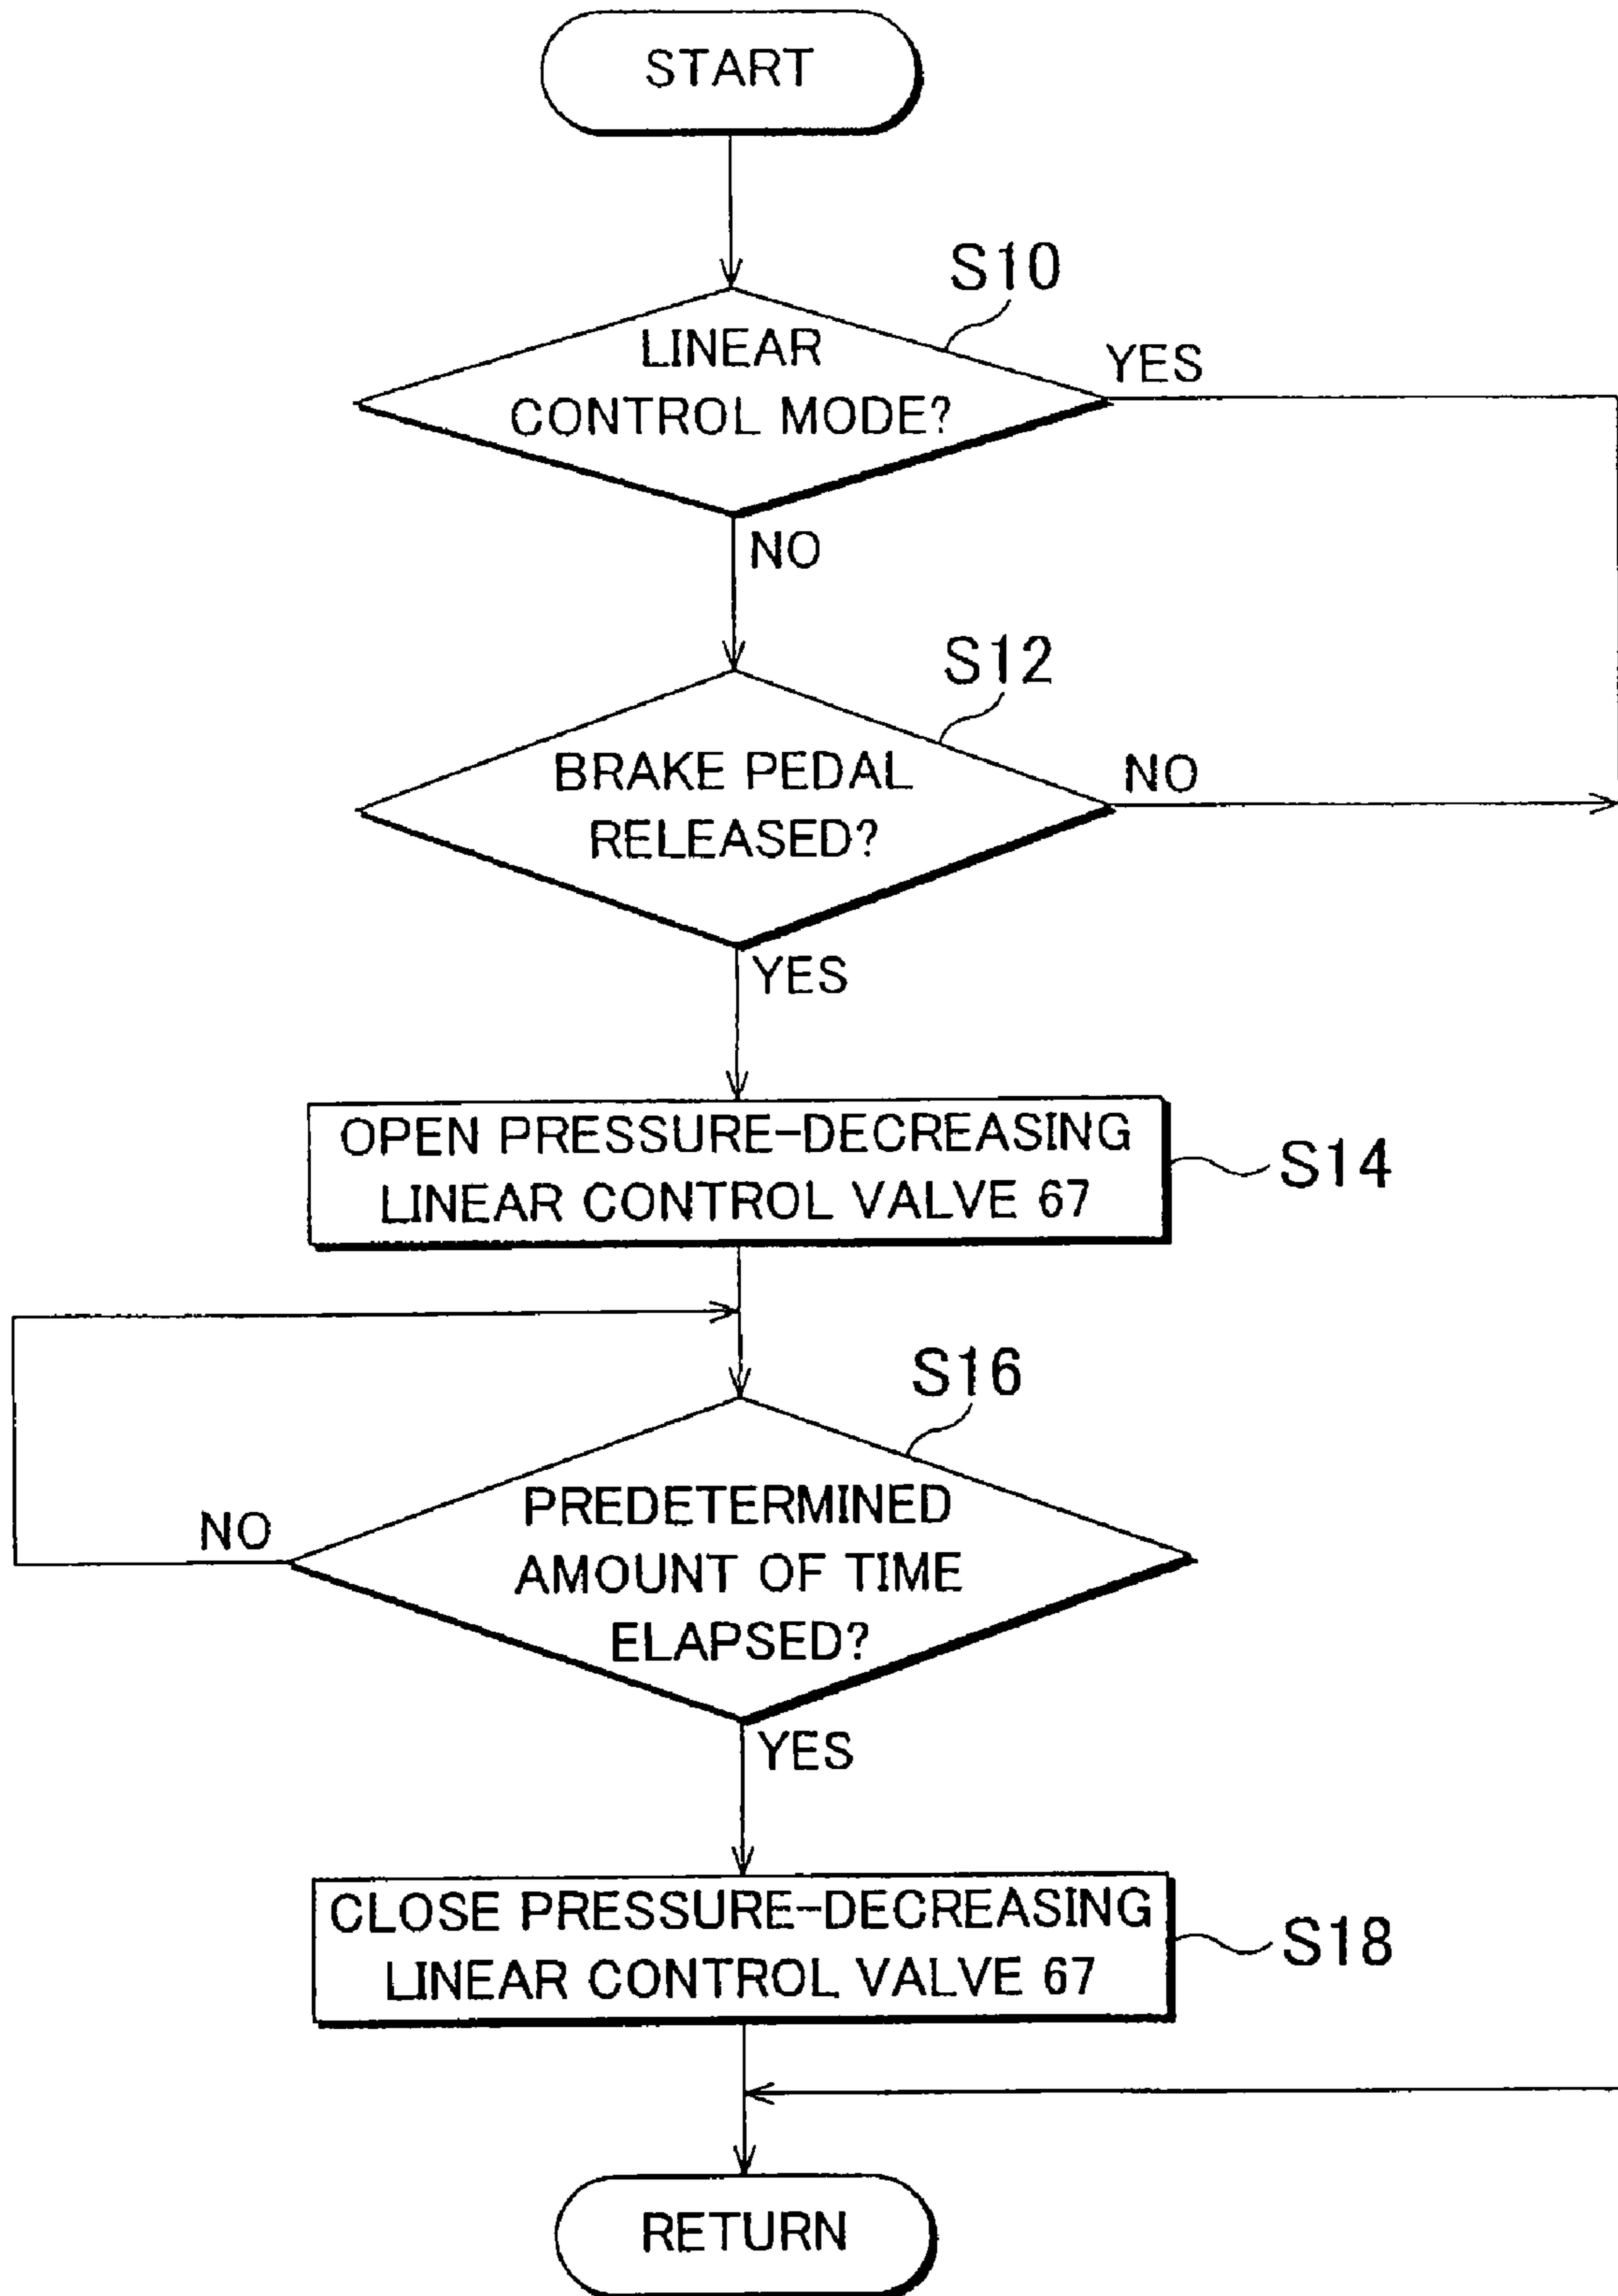 START
S10
LINEAR
CONTROL MODE?
YES
NO
S12
BRAKE PEDAL
RELEASED?
NO
YES
OPEN PRESSURE-DECREASING
LINEAR CONTROL VALVE 67
S14
S16
PREDETERMINED
AMOUNT OF TIME
ELAPSED?
NO
YES
CLOSE PRESSURE-DECREASING
LINEAR CONTROL VALVE 67
S18
RETURN